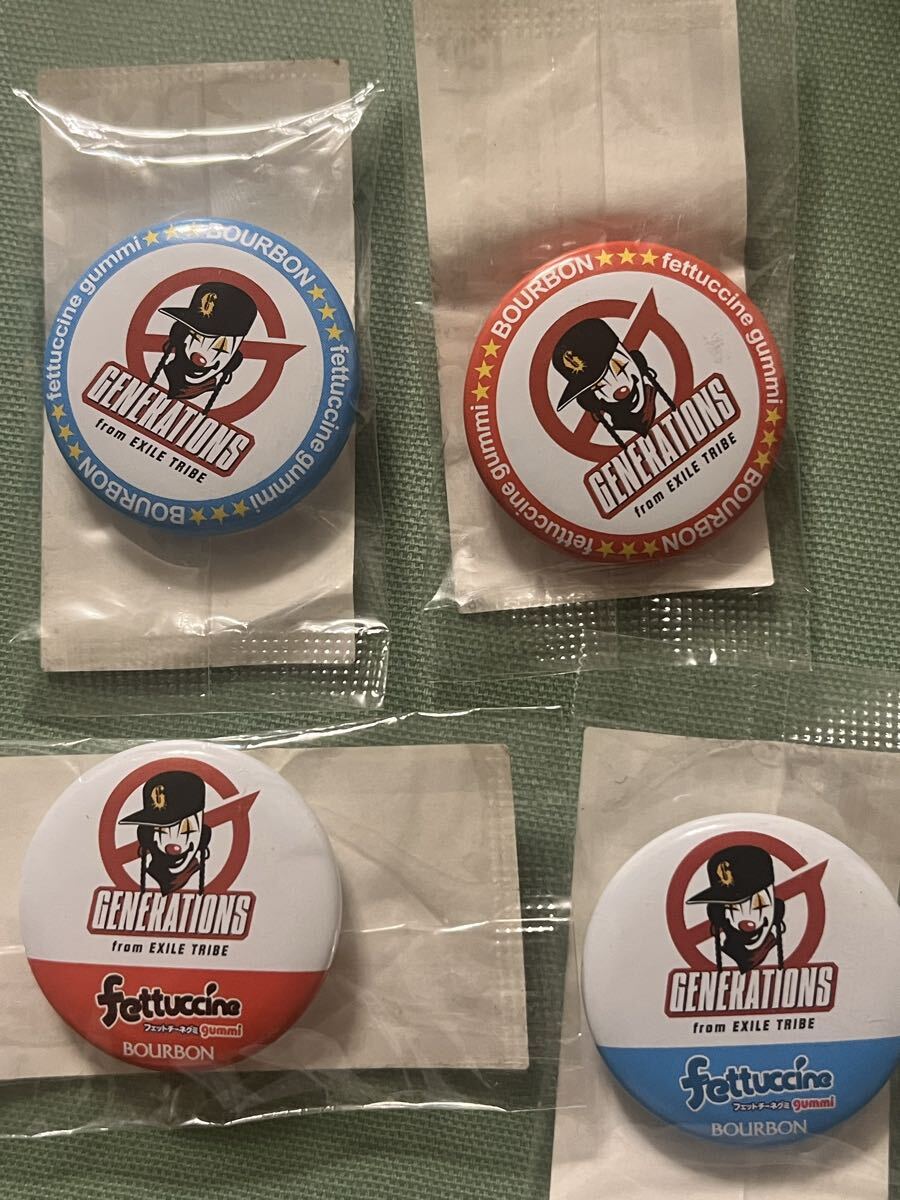 fettuccine gummi ★★★ BOURBON ★★★ fettuccine gummi ★★★ BOURBON ★★★
G
GENERATIONS
from EXILE TRIBE
BOURBON ★★★ fettuccine gummi ★★★ BOURBON ★★★ fettuccine gummi ★★★
G
GENERATIONS
from EXILE TRIBE
G
GENERATIONS
from EXILE TRIBE
fettuccine
フェットチーネグミ gummi
BOURBON
G
GENERATIONS
from EXILE TRIBE
fettuccine
フェットチーネグミ gummi
BOURBON